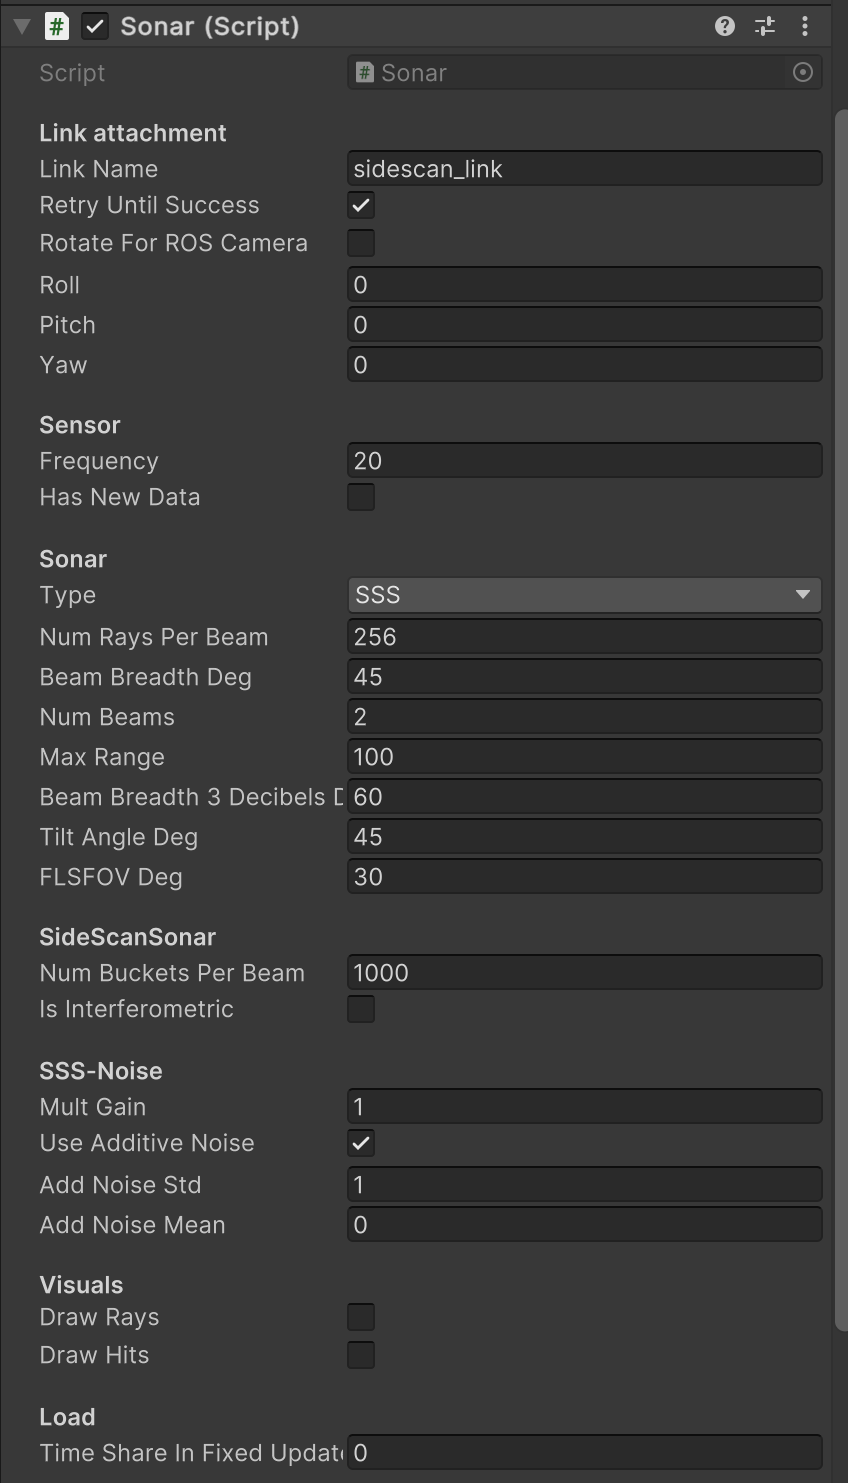 # Sonar (Script)
Script # Sonar
Link attachment
Link Name sidescan_link
Retry Until Success
Rotate For ROS Camera
Roll 0
Pitch 0
Yaw 0
Sensor
Frequency 20
Has New Data
Sonar
Type SSS
Num Rays Per Beam 256
Beam Breadth Deg 45
Num Beams 2
Max Range 100
Beam Breadth 3 Decibels D 60
Tilt Angle Deg 45
FLSFOV Deg 30
SideScanSonar
Num Buckets Per Beam 1000
Is Interferometric
SSS-Noise
Mult Gain 1
Use Additive Noise
Add Noise Std 1
Add Noise Mean 0
Visuals
Draw Rays
Draw Hits
Load
Time Share In Fixed Update 0